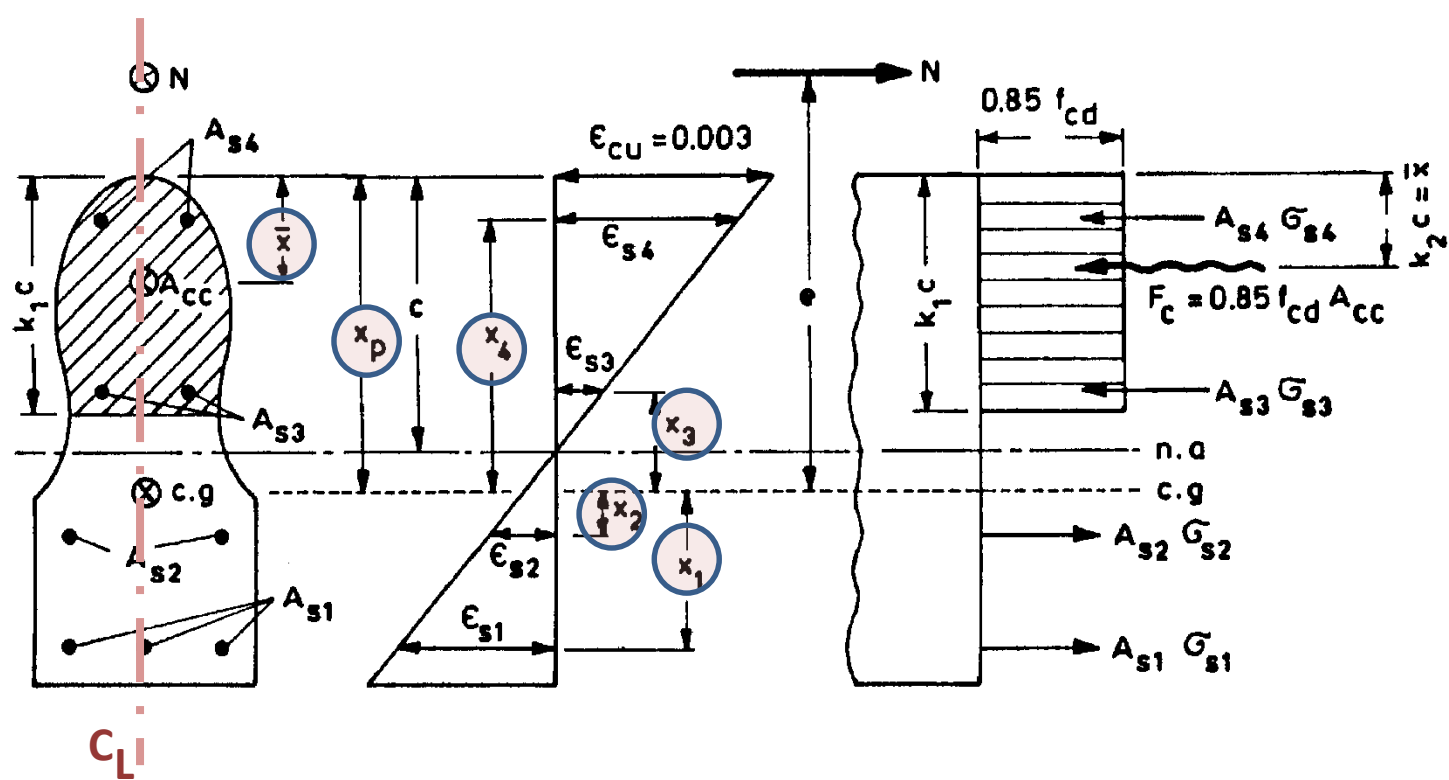 N
A_s4
x̄
A_cc
k_1 c
A_s3
c.g
A_s2
A_s1
C_L
x_p
c
x_4
ϵ_cu = 0.003
ϵ_s4
ϵ_s3
x_3
x_2
ϵ_s2
x_1
ϵ_s1
N
e
0.85 f_cd
k_1 c
A_s4 σ_s4
k_2 c = x̄
F_c = 0.85 f_cd A_cc
A_s3 σ_s3
n.a
c.g
A_s2 σ_s2
A_s1 σ_s1